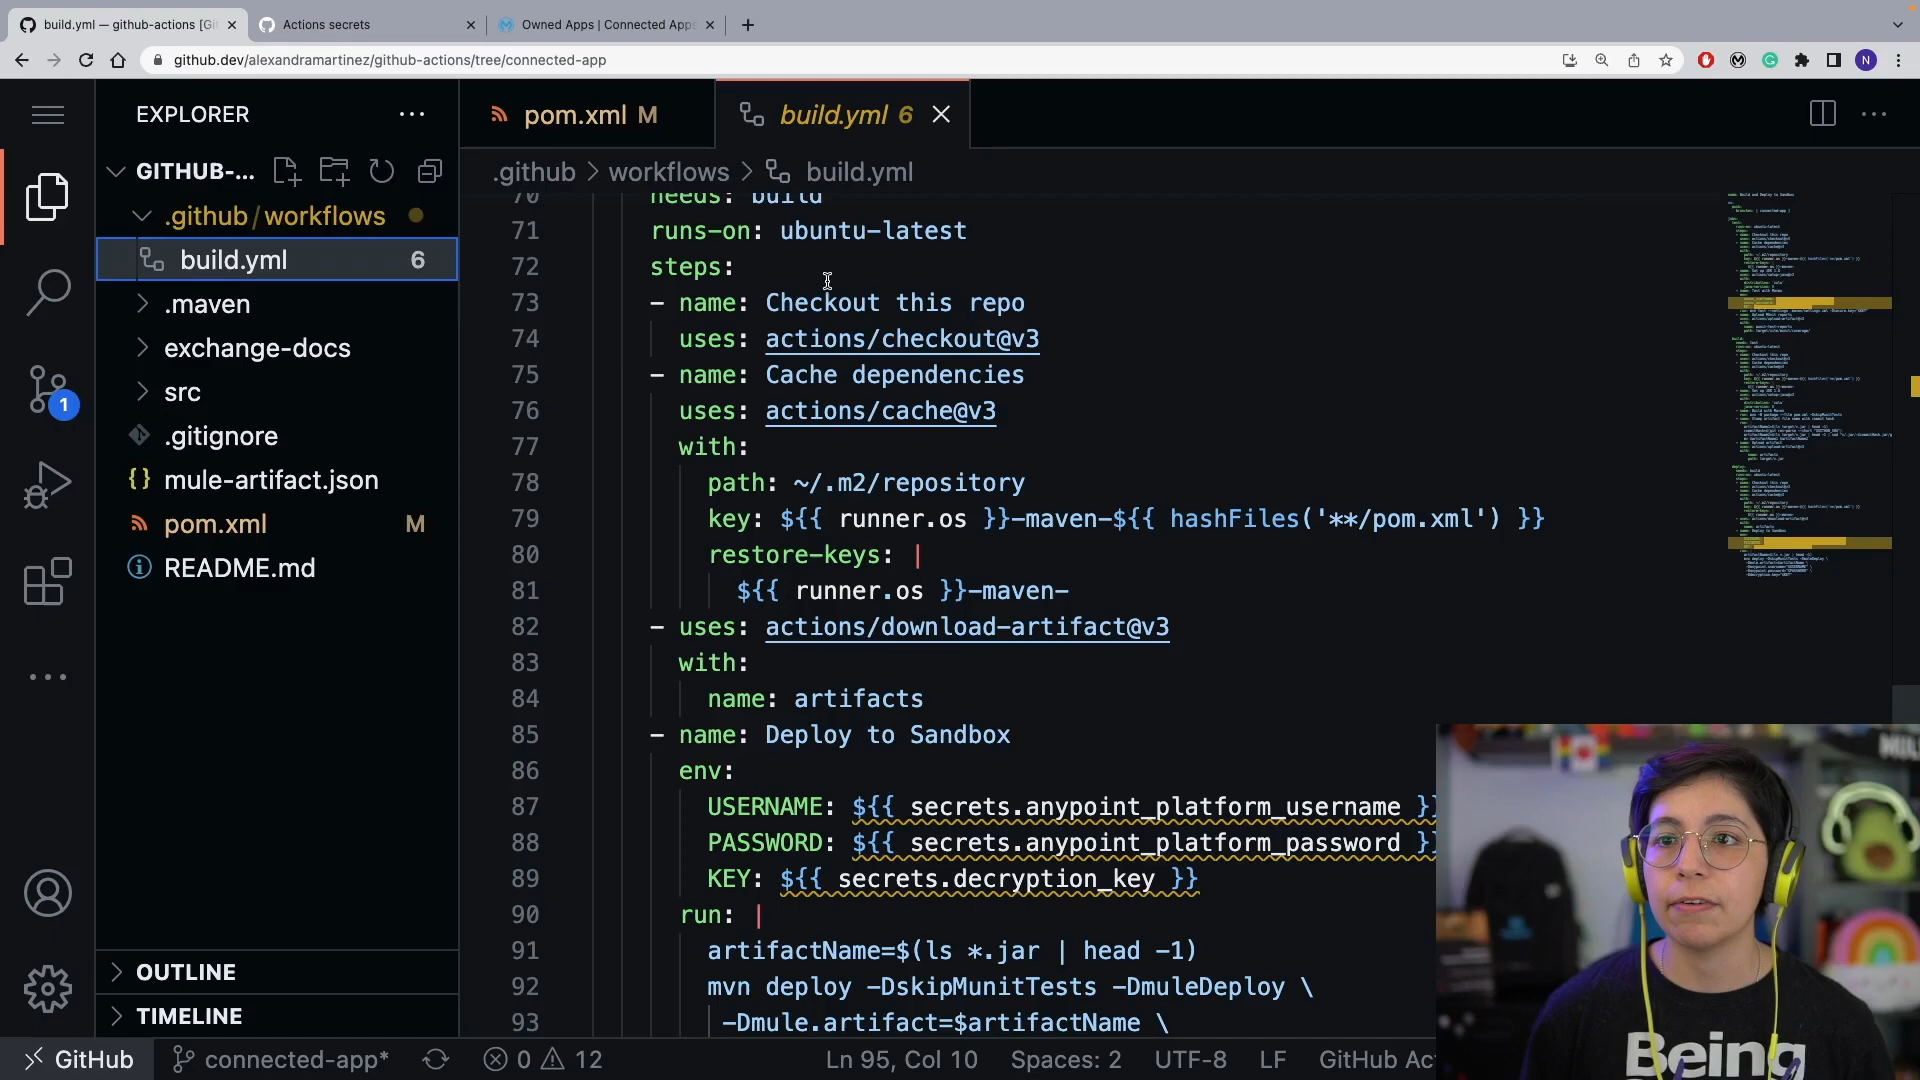 build.yml — github-actions [Gi
Actions secrets
Owned Apps | Connected Apps
github.dev/alexandramartinez/github-actions/tree/connected-app
N
EXPLORER
pom.xml M
build.yml 6
GITHUB-...
.github > workflows > build.yml
.github/workflows
build.yml 6
.maven
exchange-docs
src
.gitignore
mule-artifact.json
pom.xml M
README.md
1
OUTLINE
TIMELINE
70 needs: build
71 runs-on: ubuntu-latest
72 steps:
73 - name: Checkout this repo
74 uses: actions/checkout@v3
75 - name: Cache dependencies
76 uses: actions/cache@v3
77 with:
78 path: ~/.m2/repository
79 key: ${{ runner.os }}-maven-${{ hashFiles('**/pom.xml') }}
80 restore-keys: |
81 ${{ runner.os }}-maven-
82 - uses: actions/download-artifact@v3
83 with:
84 name: artifacts
85 - name: Deploy to Sandbox
86 env:
87 USERNAME: ${{ secrets.anypoint_platform_username }}
88 PASSWORD: ${{ secrets.anypoint_platform_password }}
89 KEY: ${{ secrets.decryption_key }}
90 run: |
91 artifactName=$(ls *.jar | head -1)
92 mvn deploy -DskipMunitTests -DmuleDeploy \
93 -Dmule.artifact=$artifactName \
Being
GitHub
connected-app*
0
12
Ln 95, Col 10
Spaces: 2
UTF-8
LF
GitHub Ac